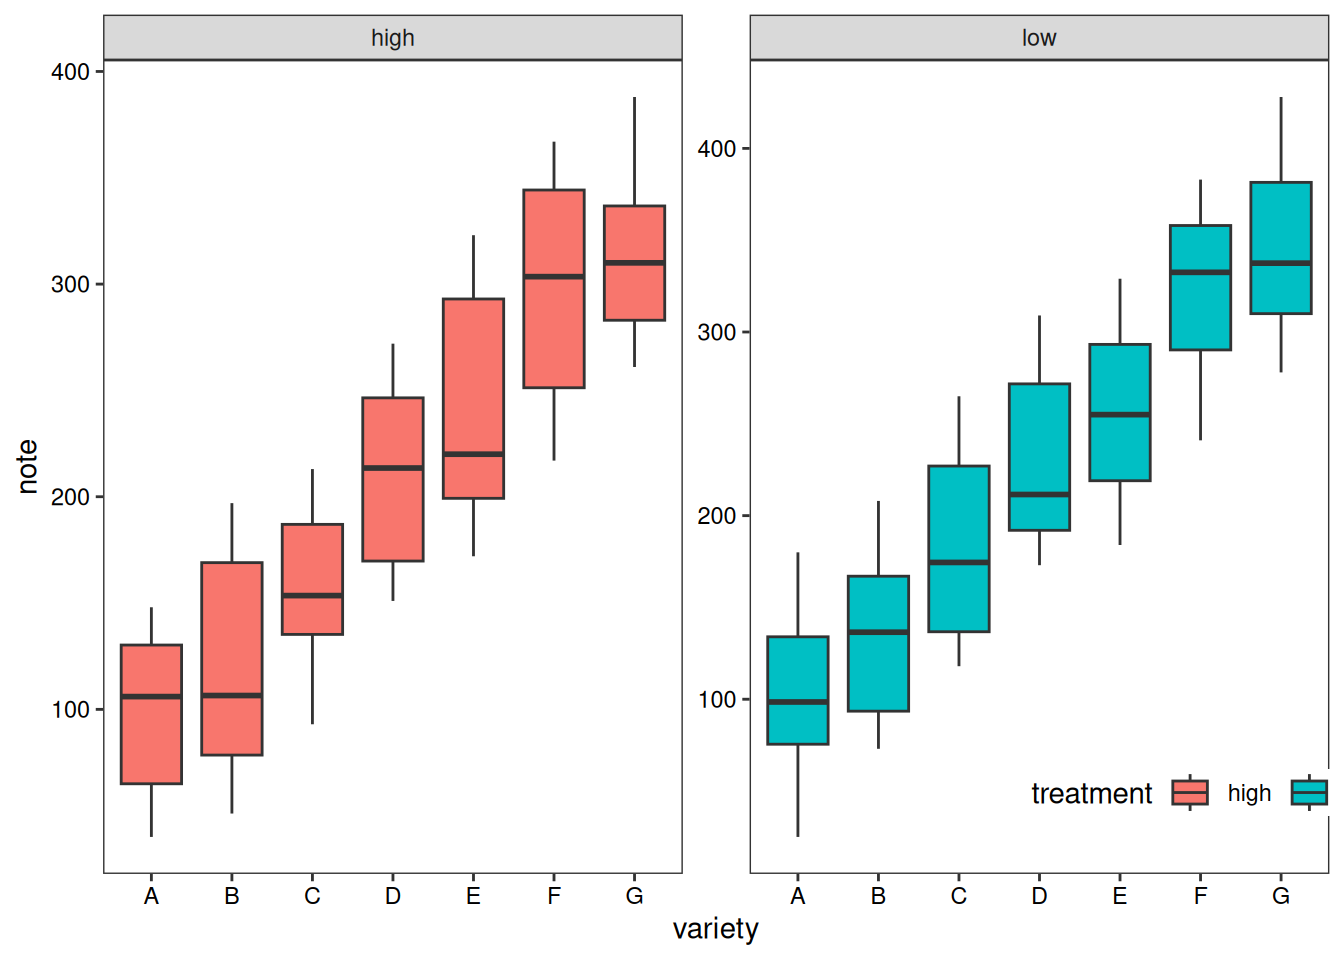 high
low
note
400
300
200
100
400
300
200
100
treatment high
A B C D E F G
A B C D E F G
variety